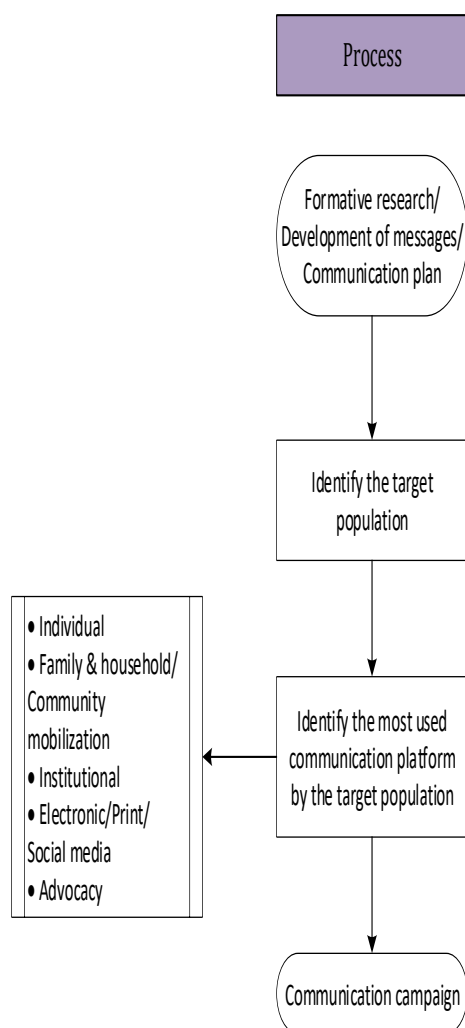 Process
Formative research/
Development of messages/
Communication plan
Identify the target
population
• Individual
• Family & household/
Community
mobilization
• Institutional
• Electronic/Print/
Social media
• Advocacy
Identify the most used
communication platform
by the target population
Communication campaign